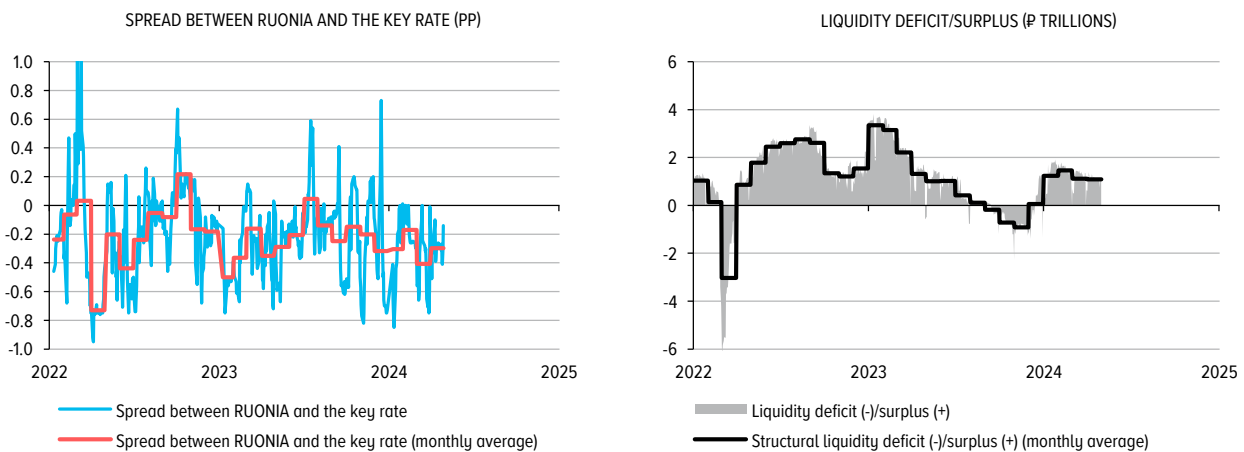 SPREAD BETWEEN RUONIA AND THE KEY RATE (PP)
1.0
0.8
0.6
0.4
0.2
0
-0.2
-0.4
-0.6
-0.8
-1.0
2022 2023 2024 2025
Spread between RUONIA and the key rate
Spread between RUONIA and the key rate (monthly average)
LIQUIDITY DEFICIT/SURPLUS (₽ TRILLIONS)
6
4
2
0
-2
-4
-6
2022 2023 2024 2025
Liquidity deficit (-)/surplus (+)
Structural liquidity deficit (-)/surplus (+) (monthly average)